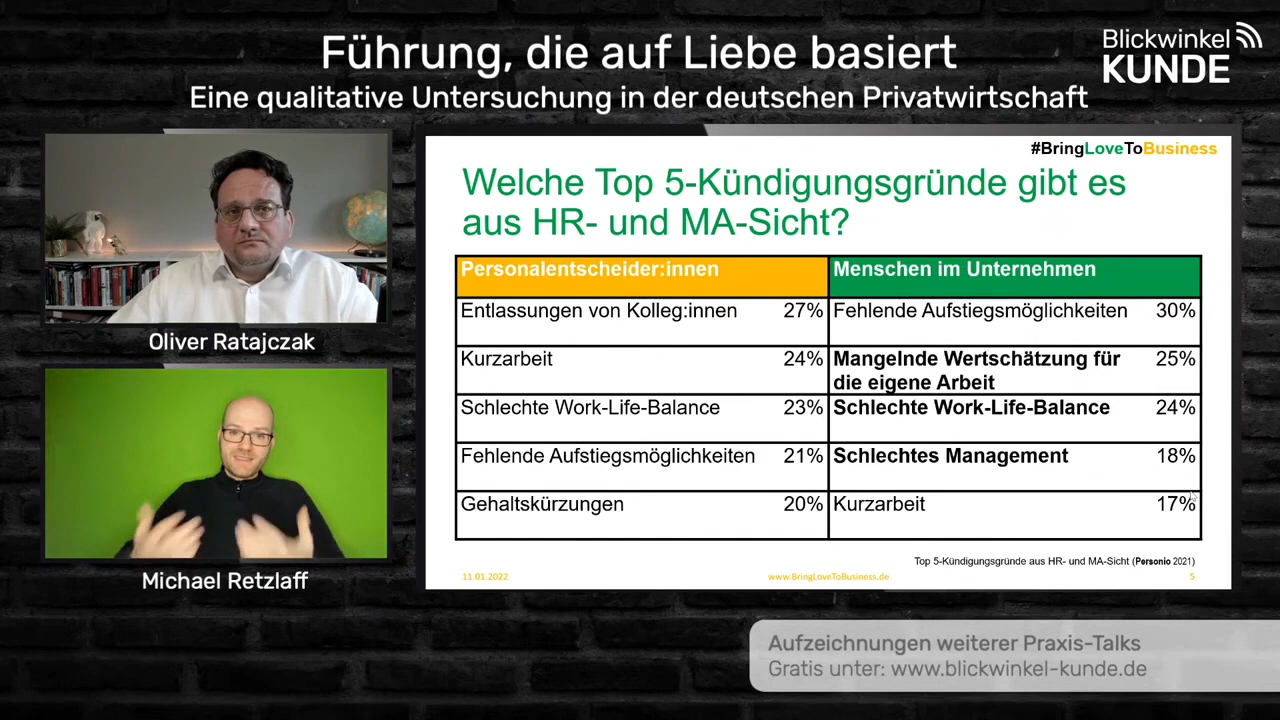 Führung, die auf Liebe basiert
Eine qualitative Untersuchung in der deutschen Privatwirtschaft
Blickwinkel
KUNDE
Oliver Ratajczak
Michael Retzlaff
#BringLoveToBusiness
Welche Top 5-Kündigungsgründe gibt es
aus HR- und MA-Sicht?
Personalentscheider:innen Menschen im Unternehmen
Entlassungen von Kolleg:innen 27% Fehlende Aufstiegsmöglichkeiten 30%
Kurzarbeit 24% Mangelnde Wertschätzung für
die eigene Arbeit 25%
Schlechte Work-Life-Balance 23% Schlechte Work-Life-Balance 24%
Fehlende Aufstiegsmöglichkeiten 21% Schlechtes Management 18%
Gehaltskürzungen 20% Kurzarbeit 17%
Top 5-Kündigungsgründe aus HR- und MA-Sicht (Personio 2021)
11.01.2022 www.BringLoveToBusiness.de 5
Aufzeichnungen weiterer Praxis-Talks
Gratis unter: www.blickwinkel-kunde.de